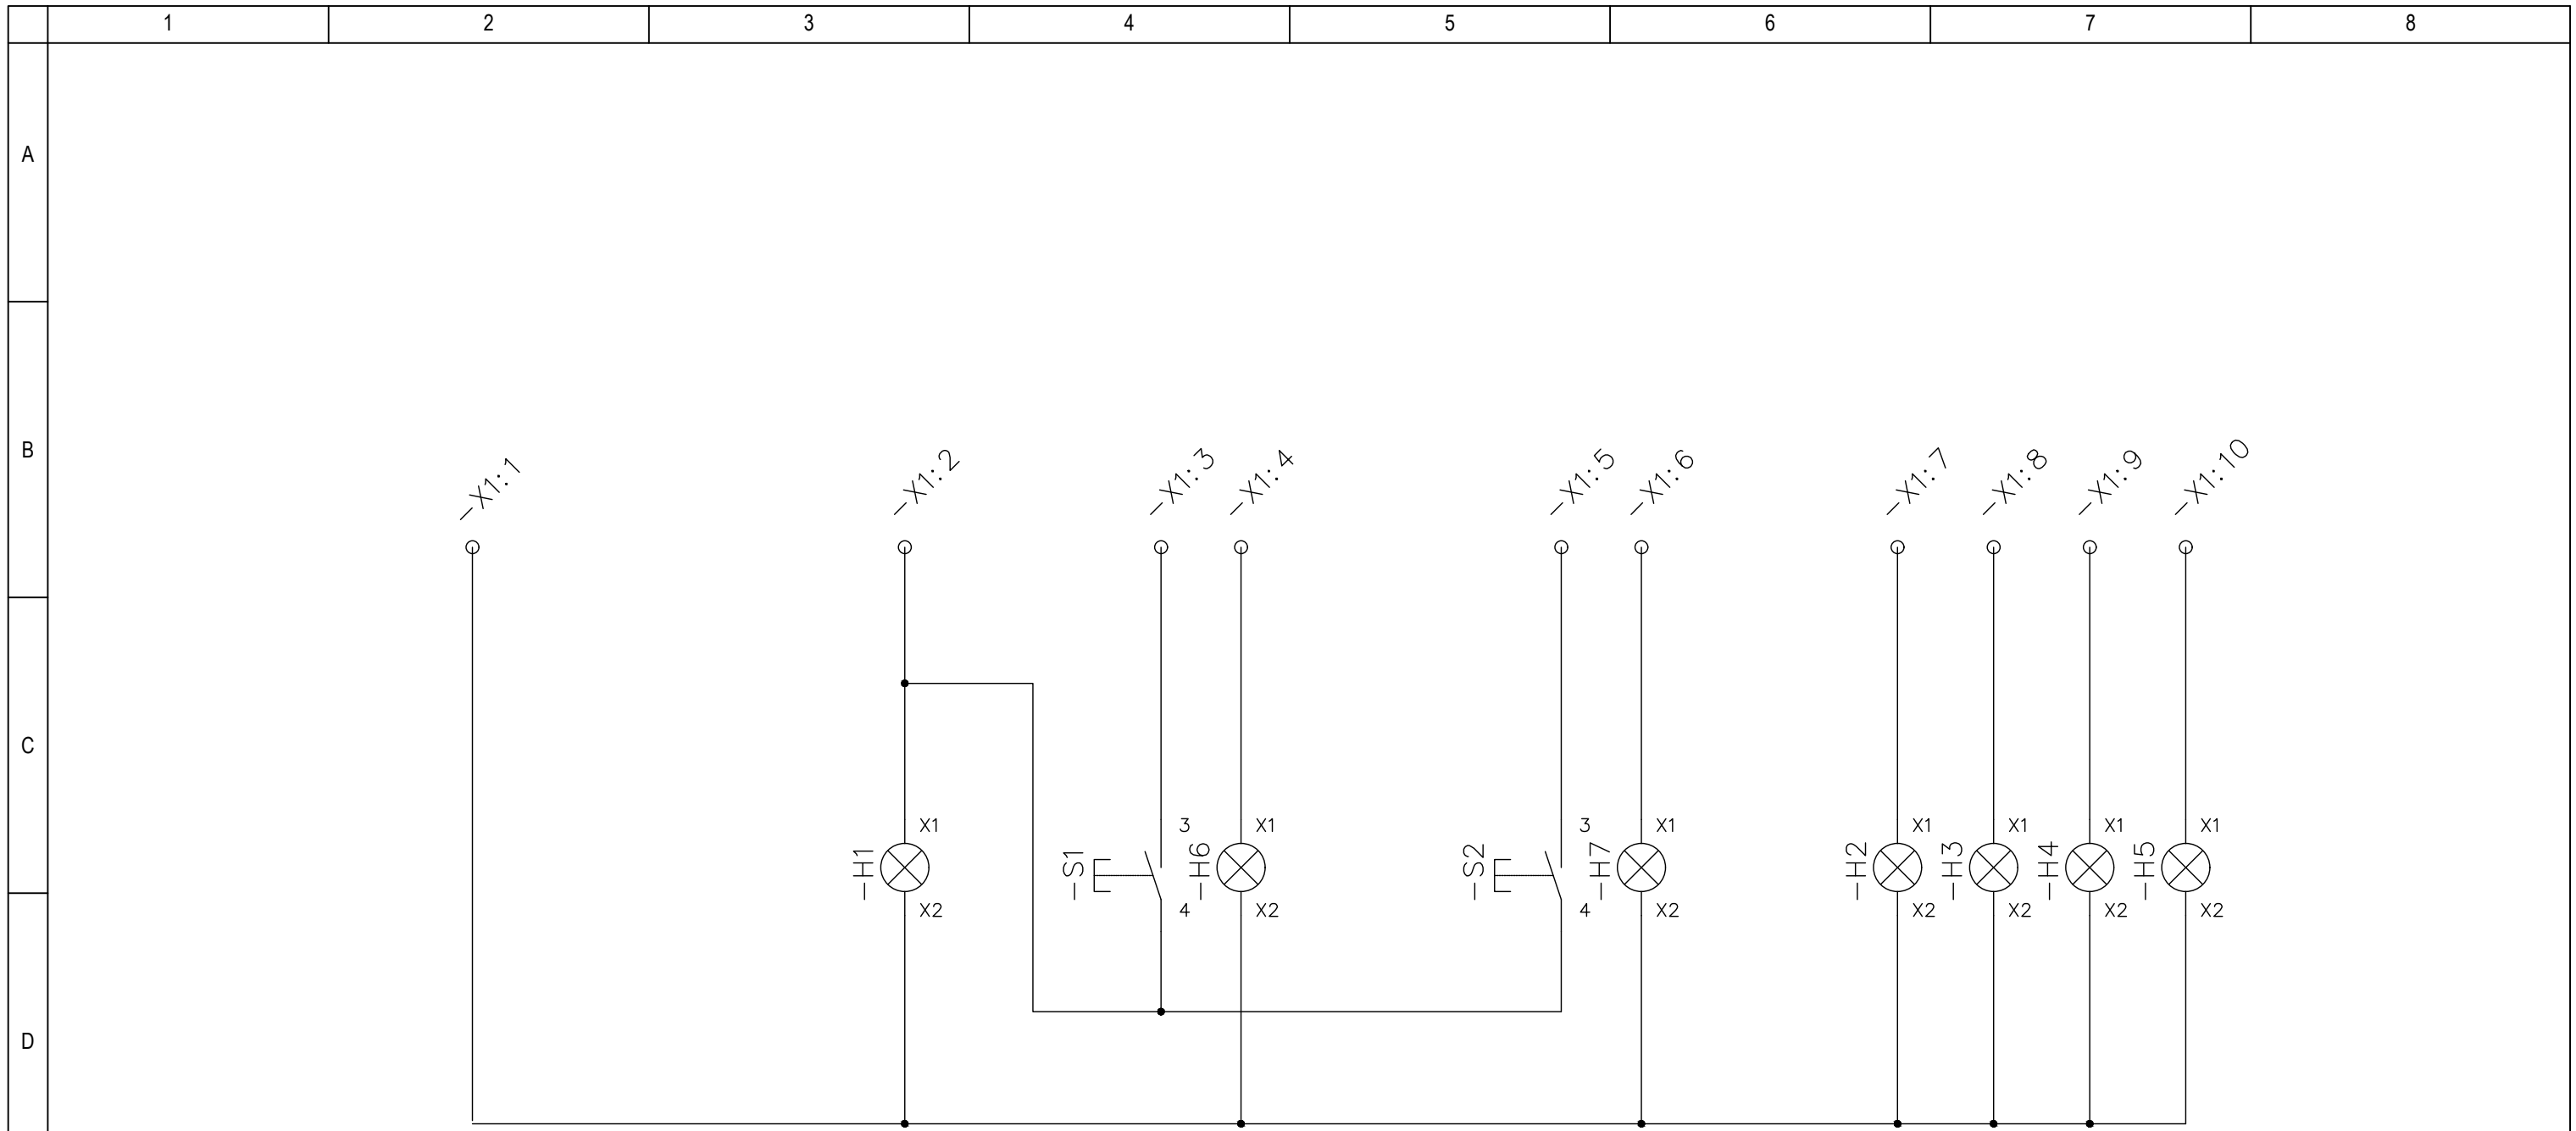 1 2 3 4 5 6 7 8
A
B
-X1:1 -X1:2 -X1:3 -X1:4 -X1:5 -X1:6 -X1:7 -X1:8 -X1:9 -X1:10
C
X1 3 X1 3 X1 X1 X1 X1 X1
-H1 -S1 -H6 -S2 -H7 -H2 -H3 -H4 -H5
X2 4 X2 4 X2 X2 X2 X2 X2
D